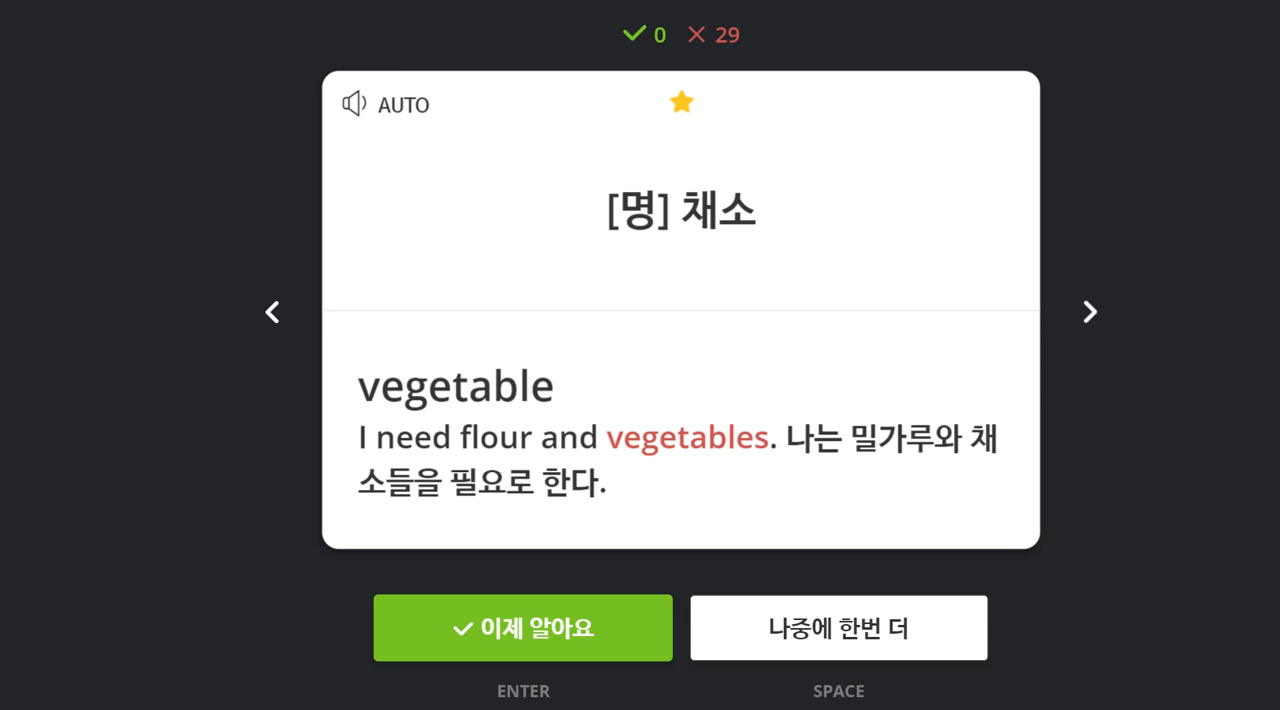 0 29
AUTO
[명] 채소
vegetable
I need flour and vegetables. 나는 밀가루와 채
소들을 필요로 한다.
이제 알아요 나중에 한번 더
ENTER SPACE